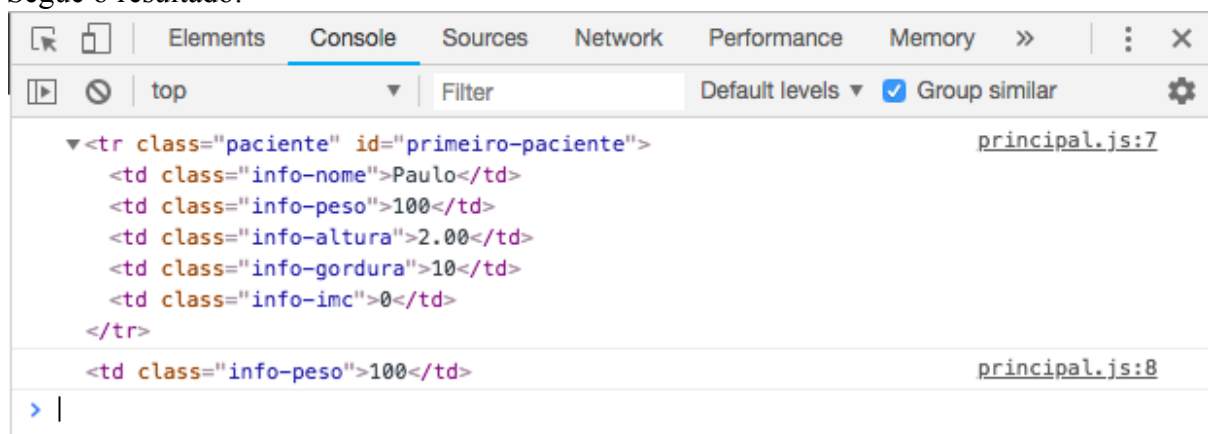 Segue o resultado:
Elements Console Sources Network Performance Memory »
top ▼ Filter Default levels ▼ Group similar
▼<tr class="paciente" id="primeiro-paciente"> principal.js:7
<td class="info-nome">Paulo</td>
<td class="info-peso">100</td>
<td class="info-altura">2.00</td>
<td class="info-gordura">10</td>
<td class="info-imc">0</td>
</tr>
<td class="info-peso">100</td> principal.js:8
>